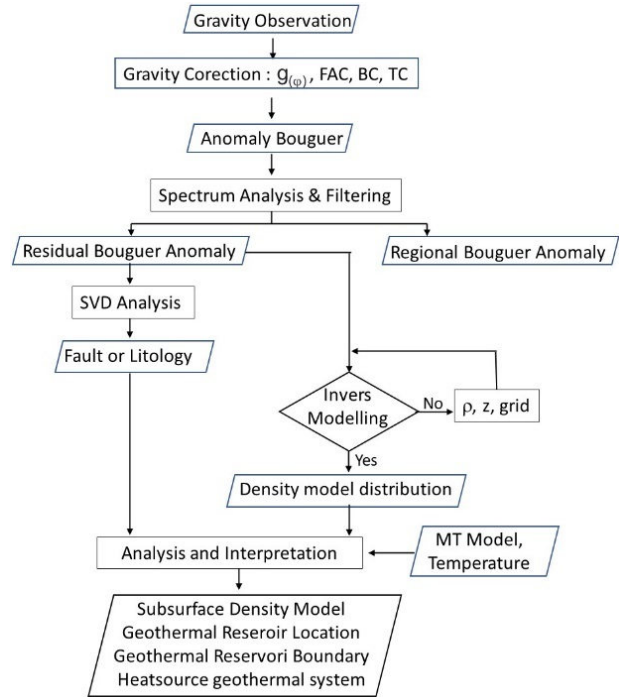 Gravity Observation
Gravity Corection : g(φ), FAC, BC, TC
Anomaly Bouguer
Spectrum Analysis & Filtering
Residual Bouguer Anomaly
Regional Bouguer Anomaly
SVD Analysis
Fault or Litology
Invers
Modelling
No
ρ, z, grid
Yes
Density model distribution
Analysis and Interpretation
MT Model,
Temperature
Subsurface Density Model
Geothermal Reseroir Location
Geothermal Reservori Boundary
Heatsource geothermal system